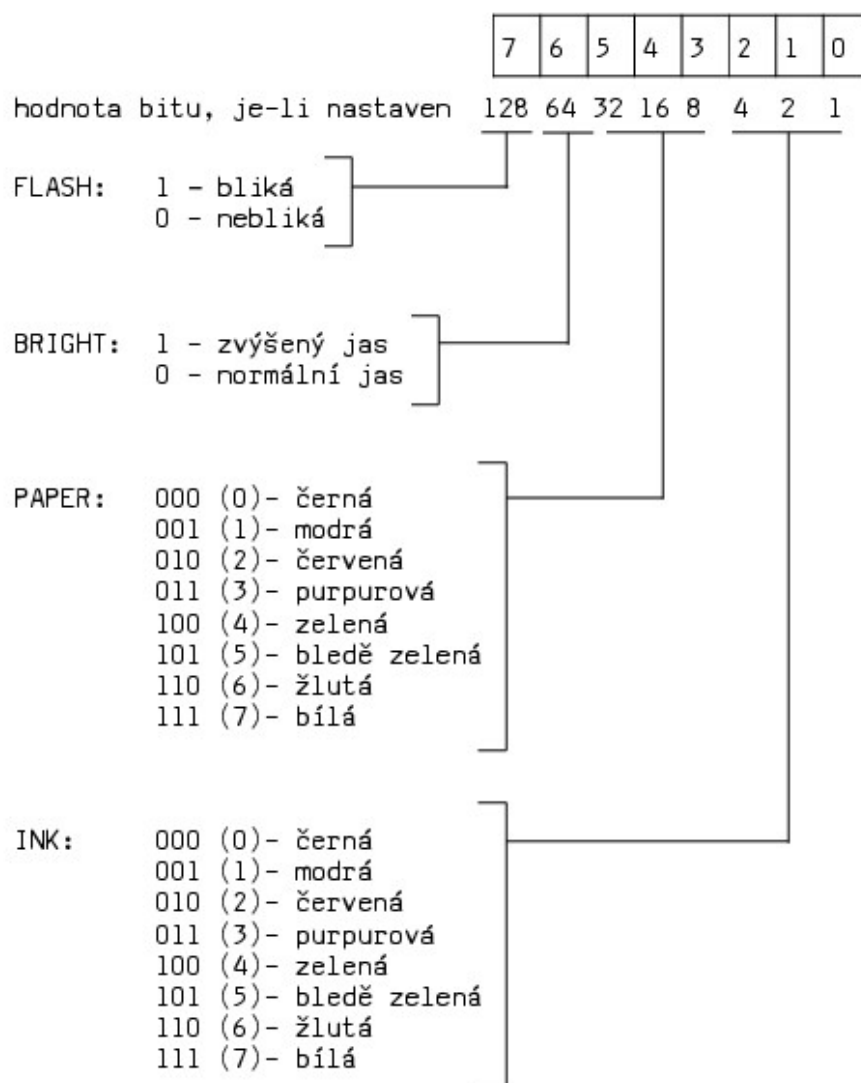 7 6 5 4 3 2 1 0
hodnota bitu, je-li nastaven 128 64 32 16 8 4 2 1
FLASH: 1 - bliká
0 - nebliká
BRIGHT: 1 - zvýšený jas
0 - normální jas
PAPER: 000 (0)- černá
001 (1)- modrá
010 (2)- červená
011 (3)- purpurová
100 (4)- zelená
101 (5)- bledě zelená
110 (6)- žlutá
111 (7)- bílá
INK: 000 (0)- černá
001 (1)- modrá
010 (2)- červená
011 (3)- purpurová
100 (4)- zelená
101 (5)- bledě zelená
110 (6)- žlutá
111 (7)- bílá